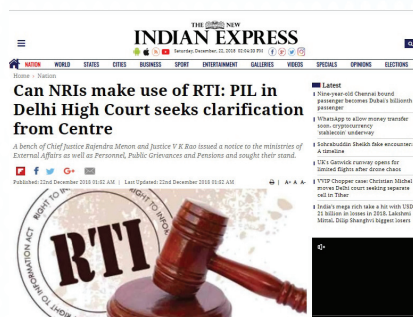 THE NEW
INDIAN EXPRESS
Saturday, December, 22, 2018 03:04:03 PM
NATION WORLD STATES CITIES BUSINESS SPORT ENTERTAINMENT GALLERIES VIDEOS SPECIALS OPINIONS ELECTIONS
Home > Nation
Can NRIs make use of RTI: PIL in
Delhi High Court seeks clarification
from Centre
A bench of Chief Justice Rajendra Menon and Justice V K Rao issued a notice to the ministries of
External Affairs as well as Personnel, Public Grievances and Pensions and sought their stand.
Published: 22nd December 2018 01:52 AM | Last Updated: 22nd December 2018 01:52 AM
A+ A A-
RIGHT TO INFORMATION ACT
RTI
Latest
Nine-year-old Chennai bound
passenger becomes Dubai's billionth
passenger
WhatsApp to allow money transfer
soon, cryptocurrency
'stablecoin' underway
Sohrabuddin Sheikh fake encounter:
A timeline
UK's Gatwick runway opens for
limited flights after drone chaos
VVIP Chopper case: Christian Michel
moves Delhi court seeking separate
cell in Tihar
India's mega rich take a hit with USD
21 billion in losses in 2018, Lakshmi
Mittal, Dilip Shanghvi biggest losers